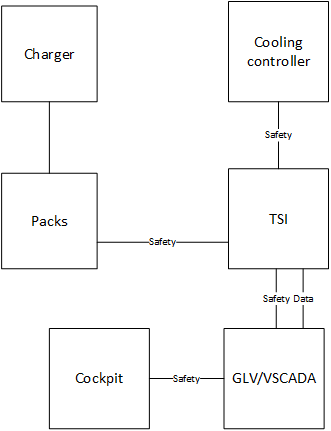 Charger
Cooling
controller
Safety
Packs
TSI
Safety
Safety Data
Cockpit
Safety
GLV/VSCADA